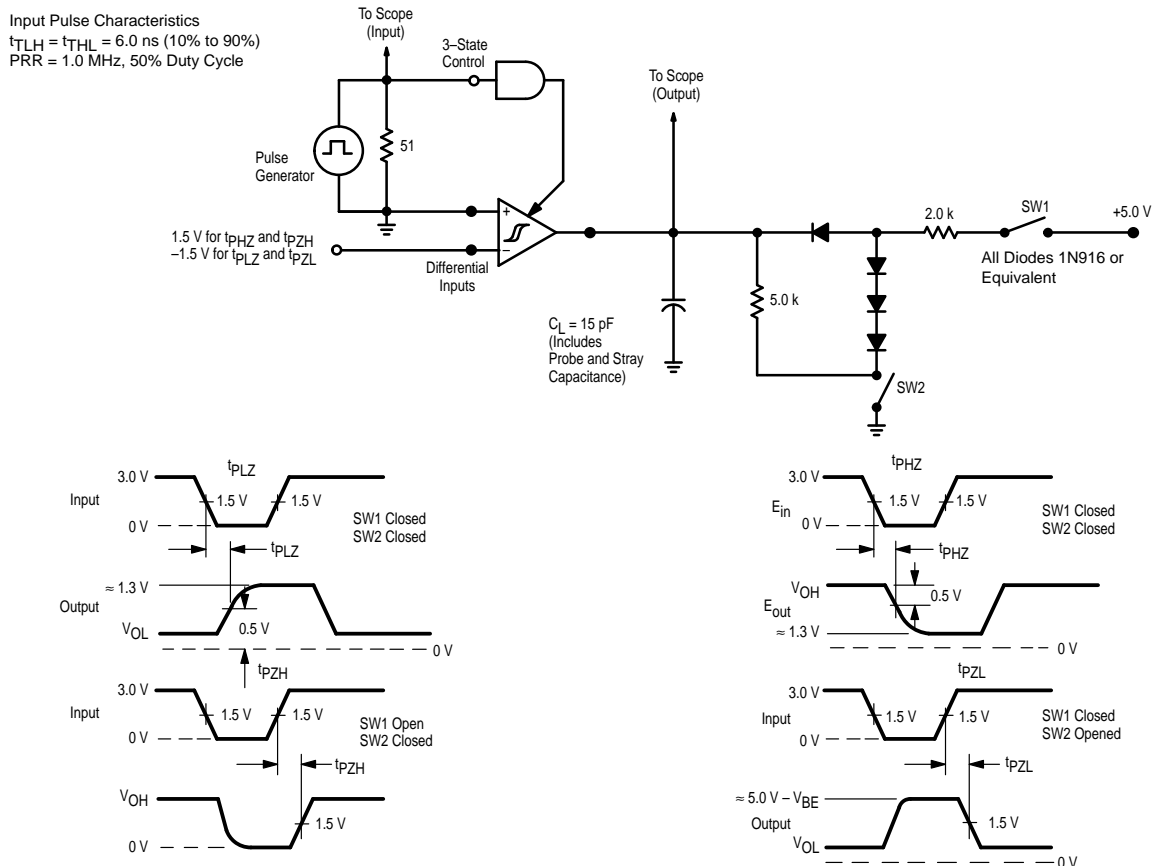 Input Pulse Characteristics
tTLH = tTHL = 6.0 ns (10% to 90%)
PRR = 1.0 MHz, 50% Duty Cycle
To Scope
(Input)
3–State
Control
To Scope
(Output)
51
Pulse
Generator
+
–
1.5 V for tPHZ and tPZH
–1.5 V for tPLZ and tPZL
Differential
Inputs
2.0 k
SW1
+5.0 V
All Diodes 1N916 or
Equivalent
5.0 k
CL = 15 pF
(Includes
Probe and Stray
Capacitance)
SW2
tPLZ
3.0 V
Input
1.5 V
1.5 V
0 V
SW1 Closed
SW2 Closed
tPLZ
≈ 1.3 V
Output
0.5 V
VOL
0 V
tPZH
3.0 V
Input
1.5 V
1.5 V
0 V
SW1 Open
SW2 Closed
tPZH
VOH
1.5 V
0 V
tPHZ
3.0 V
Ein
1.5 V
1.5 V
0 V
SW1 Closed
SW2 Closed
tPHZ
VOH
0.5 V
Eout
≈ 1.3 V
0 V
tPZL
3.0 V
Input
1.5 V
1.5 V
0 V
SW1 Closed
SW2 Opened
tPZL
≈ 5.0 V – VBE
Output
1.5 V
VOL
0 V